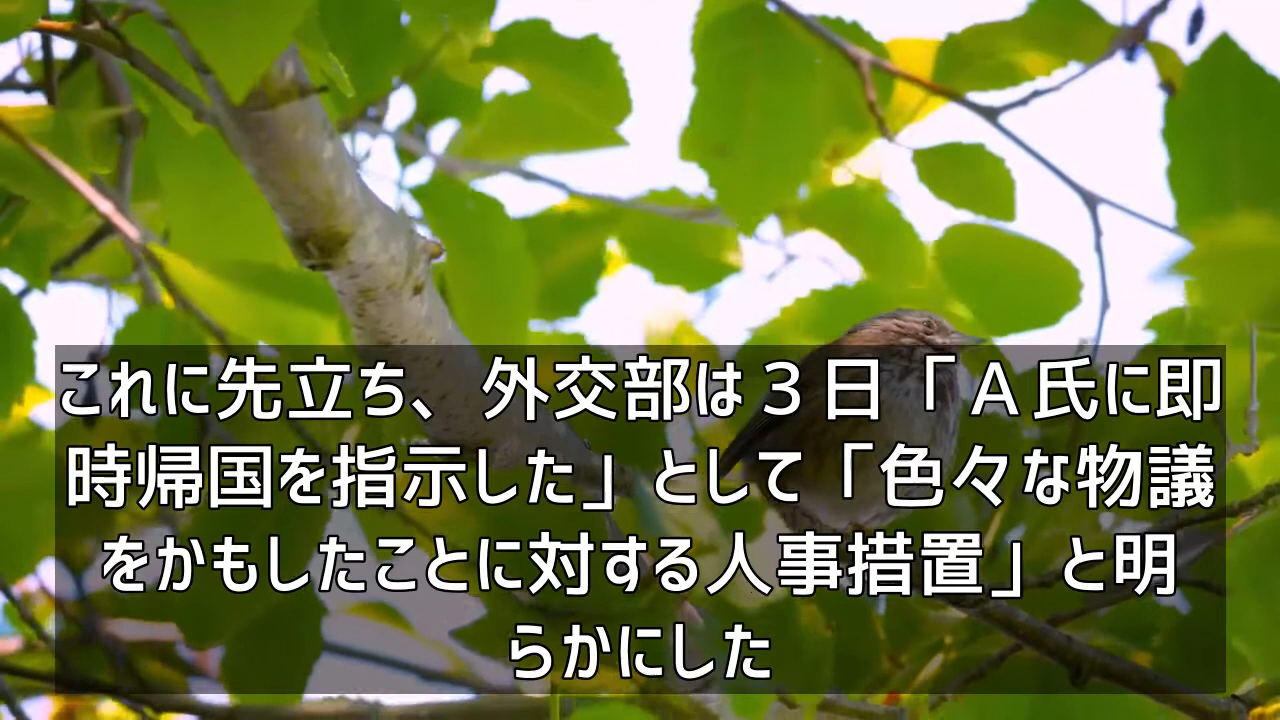 これに先立ち、外交部は３日「Ａ氏に即
時帰国を指示した」として「色々な物議
をかもしたことに対する人事措置」と明
らかにした